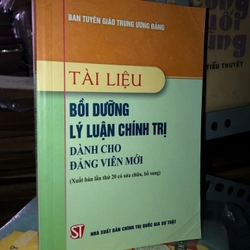 BAN TUYÊN GIÁO TRUNG ƯƠNG ĐẢNG
TÀI LIỆU
BỒI DƯỠNG
LÝ LUẬN CHÍNH TRỊ
DÀNH CHO
ĐẢNG VIÊN MỚI
(Xuất bản lần thứ 20 có sửa chữa, bổ sung)
ST
NHÀ XUẤT BẢN CHÍNH TRỊ QUỐC GIA SỰ THẬT